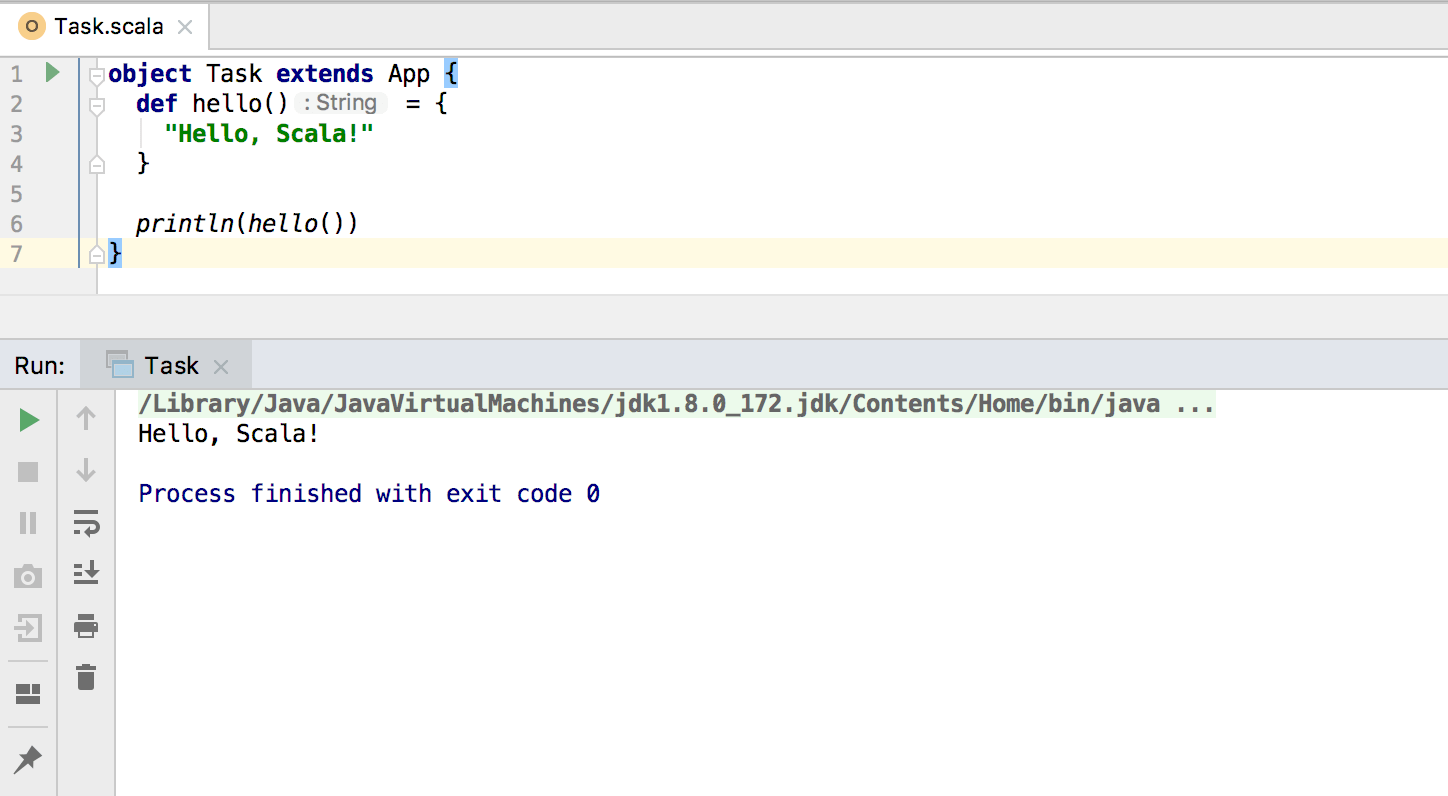 O Task.scala
1 object Task extends App {
2 def hello() : String = {
3 "Hello, Scala!"
4 }
5
6 println(hello())
7 }
Run: Task
/Library/Java/JavaVirtualMachines/jdk1.8.0_172.jdk/Contents/Home/bin/java ...
Hello, Scala!
Process finished with exit code 0